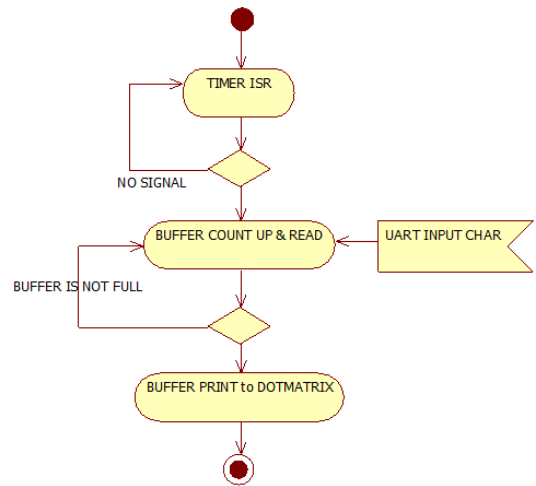 TIMER ISR
NO SIGNAL
BUFFER COUNT UP & READ
UART INPUT CHAR
BUFFER IS NOT FULL
BUFFER PRINT to DOTMATRIX